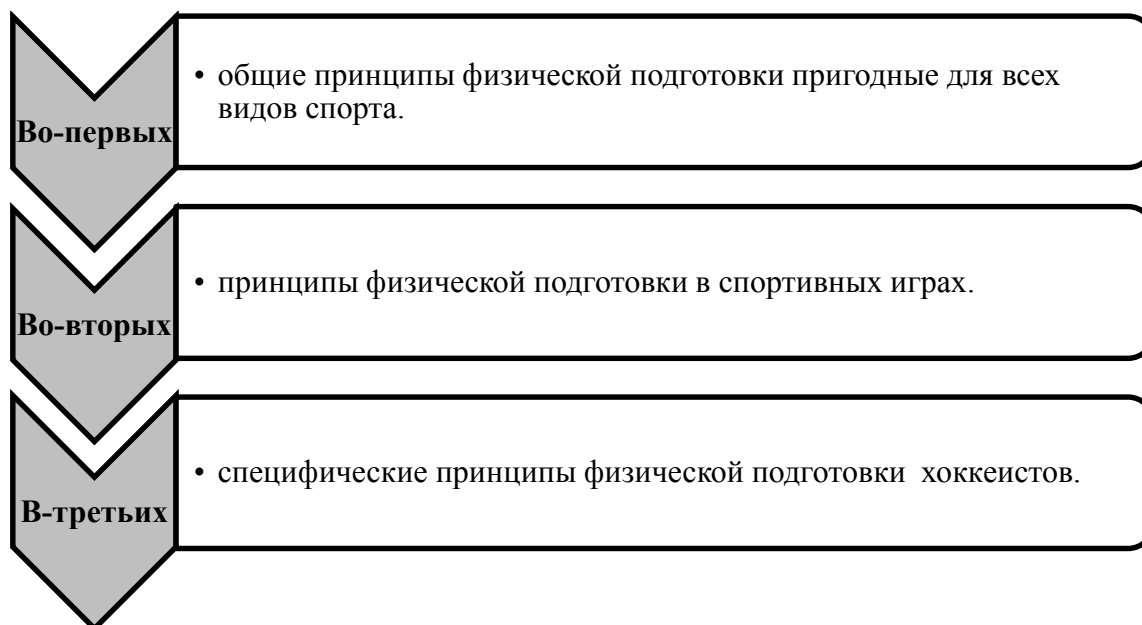 Во-первых
• общие принципы физической подготовки пригодные для всех
видов спорта.
Во-вторых
• принципы физической подготовки в спортивных играх.
В-третьих
• специфические принципы физической подготовки  хоккеистов.